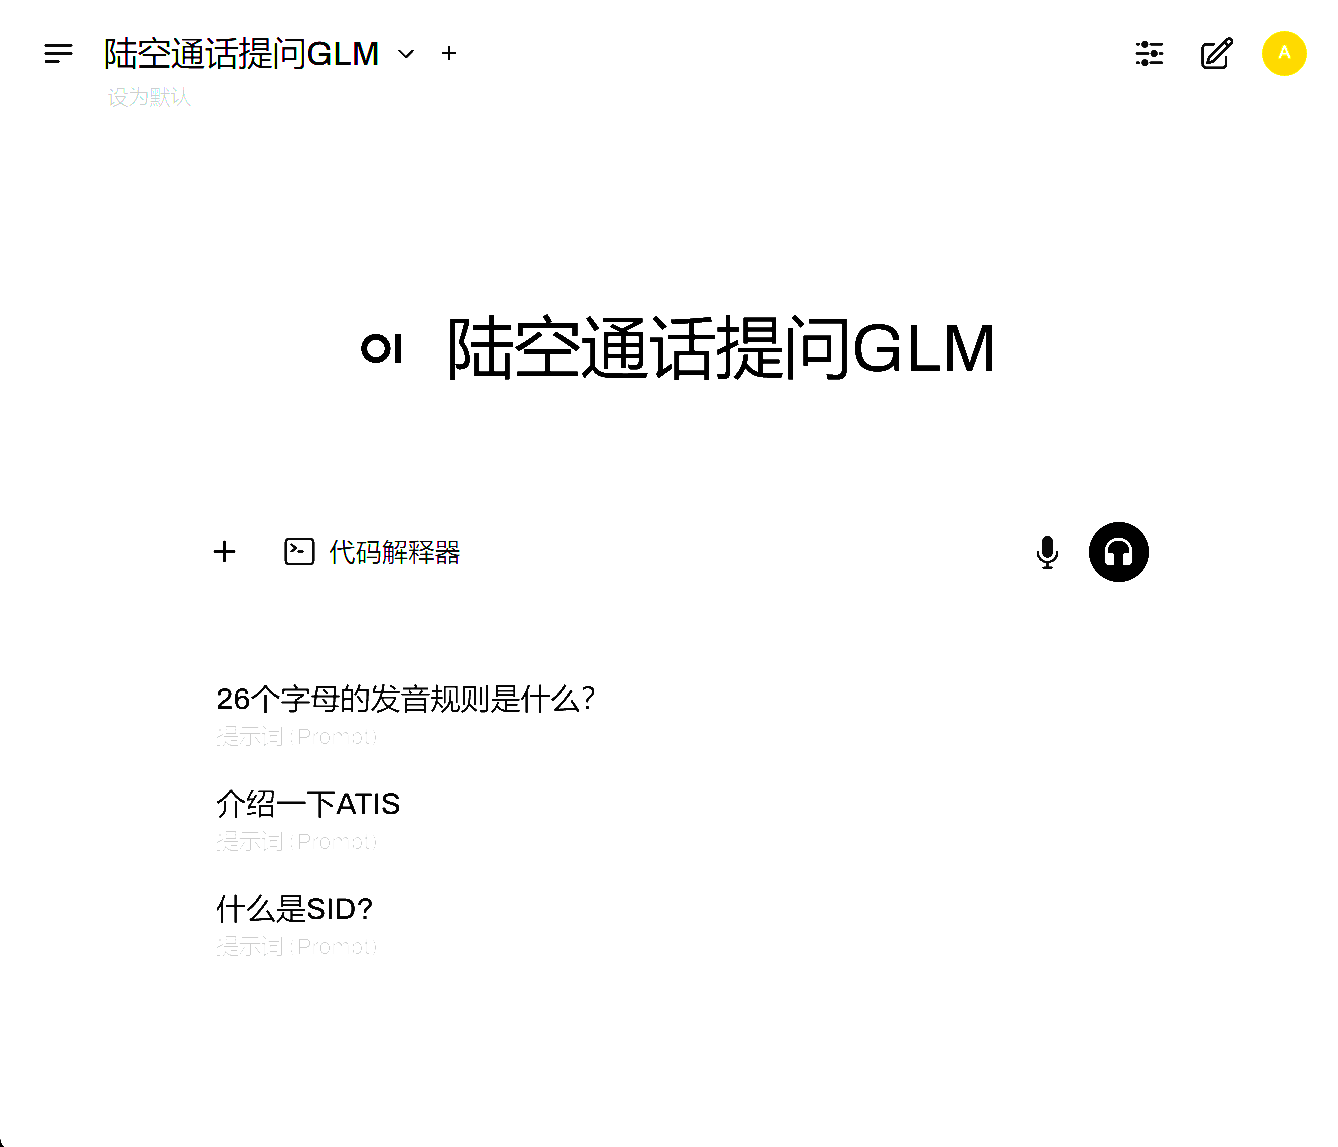 陆空通话提问GLM
设为默认
A
OI 陆空通话提问GLM
代码解释器
26个字母的发音规则是什么?
提示词 (Prompt)
介绍一下ATIS
提示词 (Prompt)
什么是SID?
提示词 (Prompt)